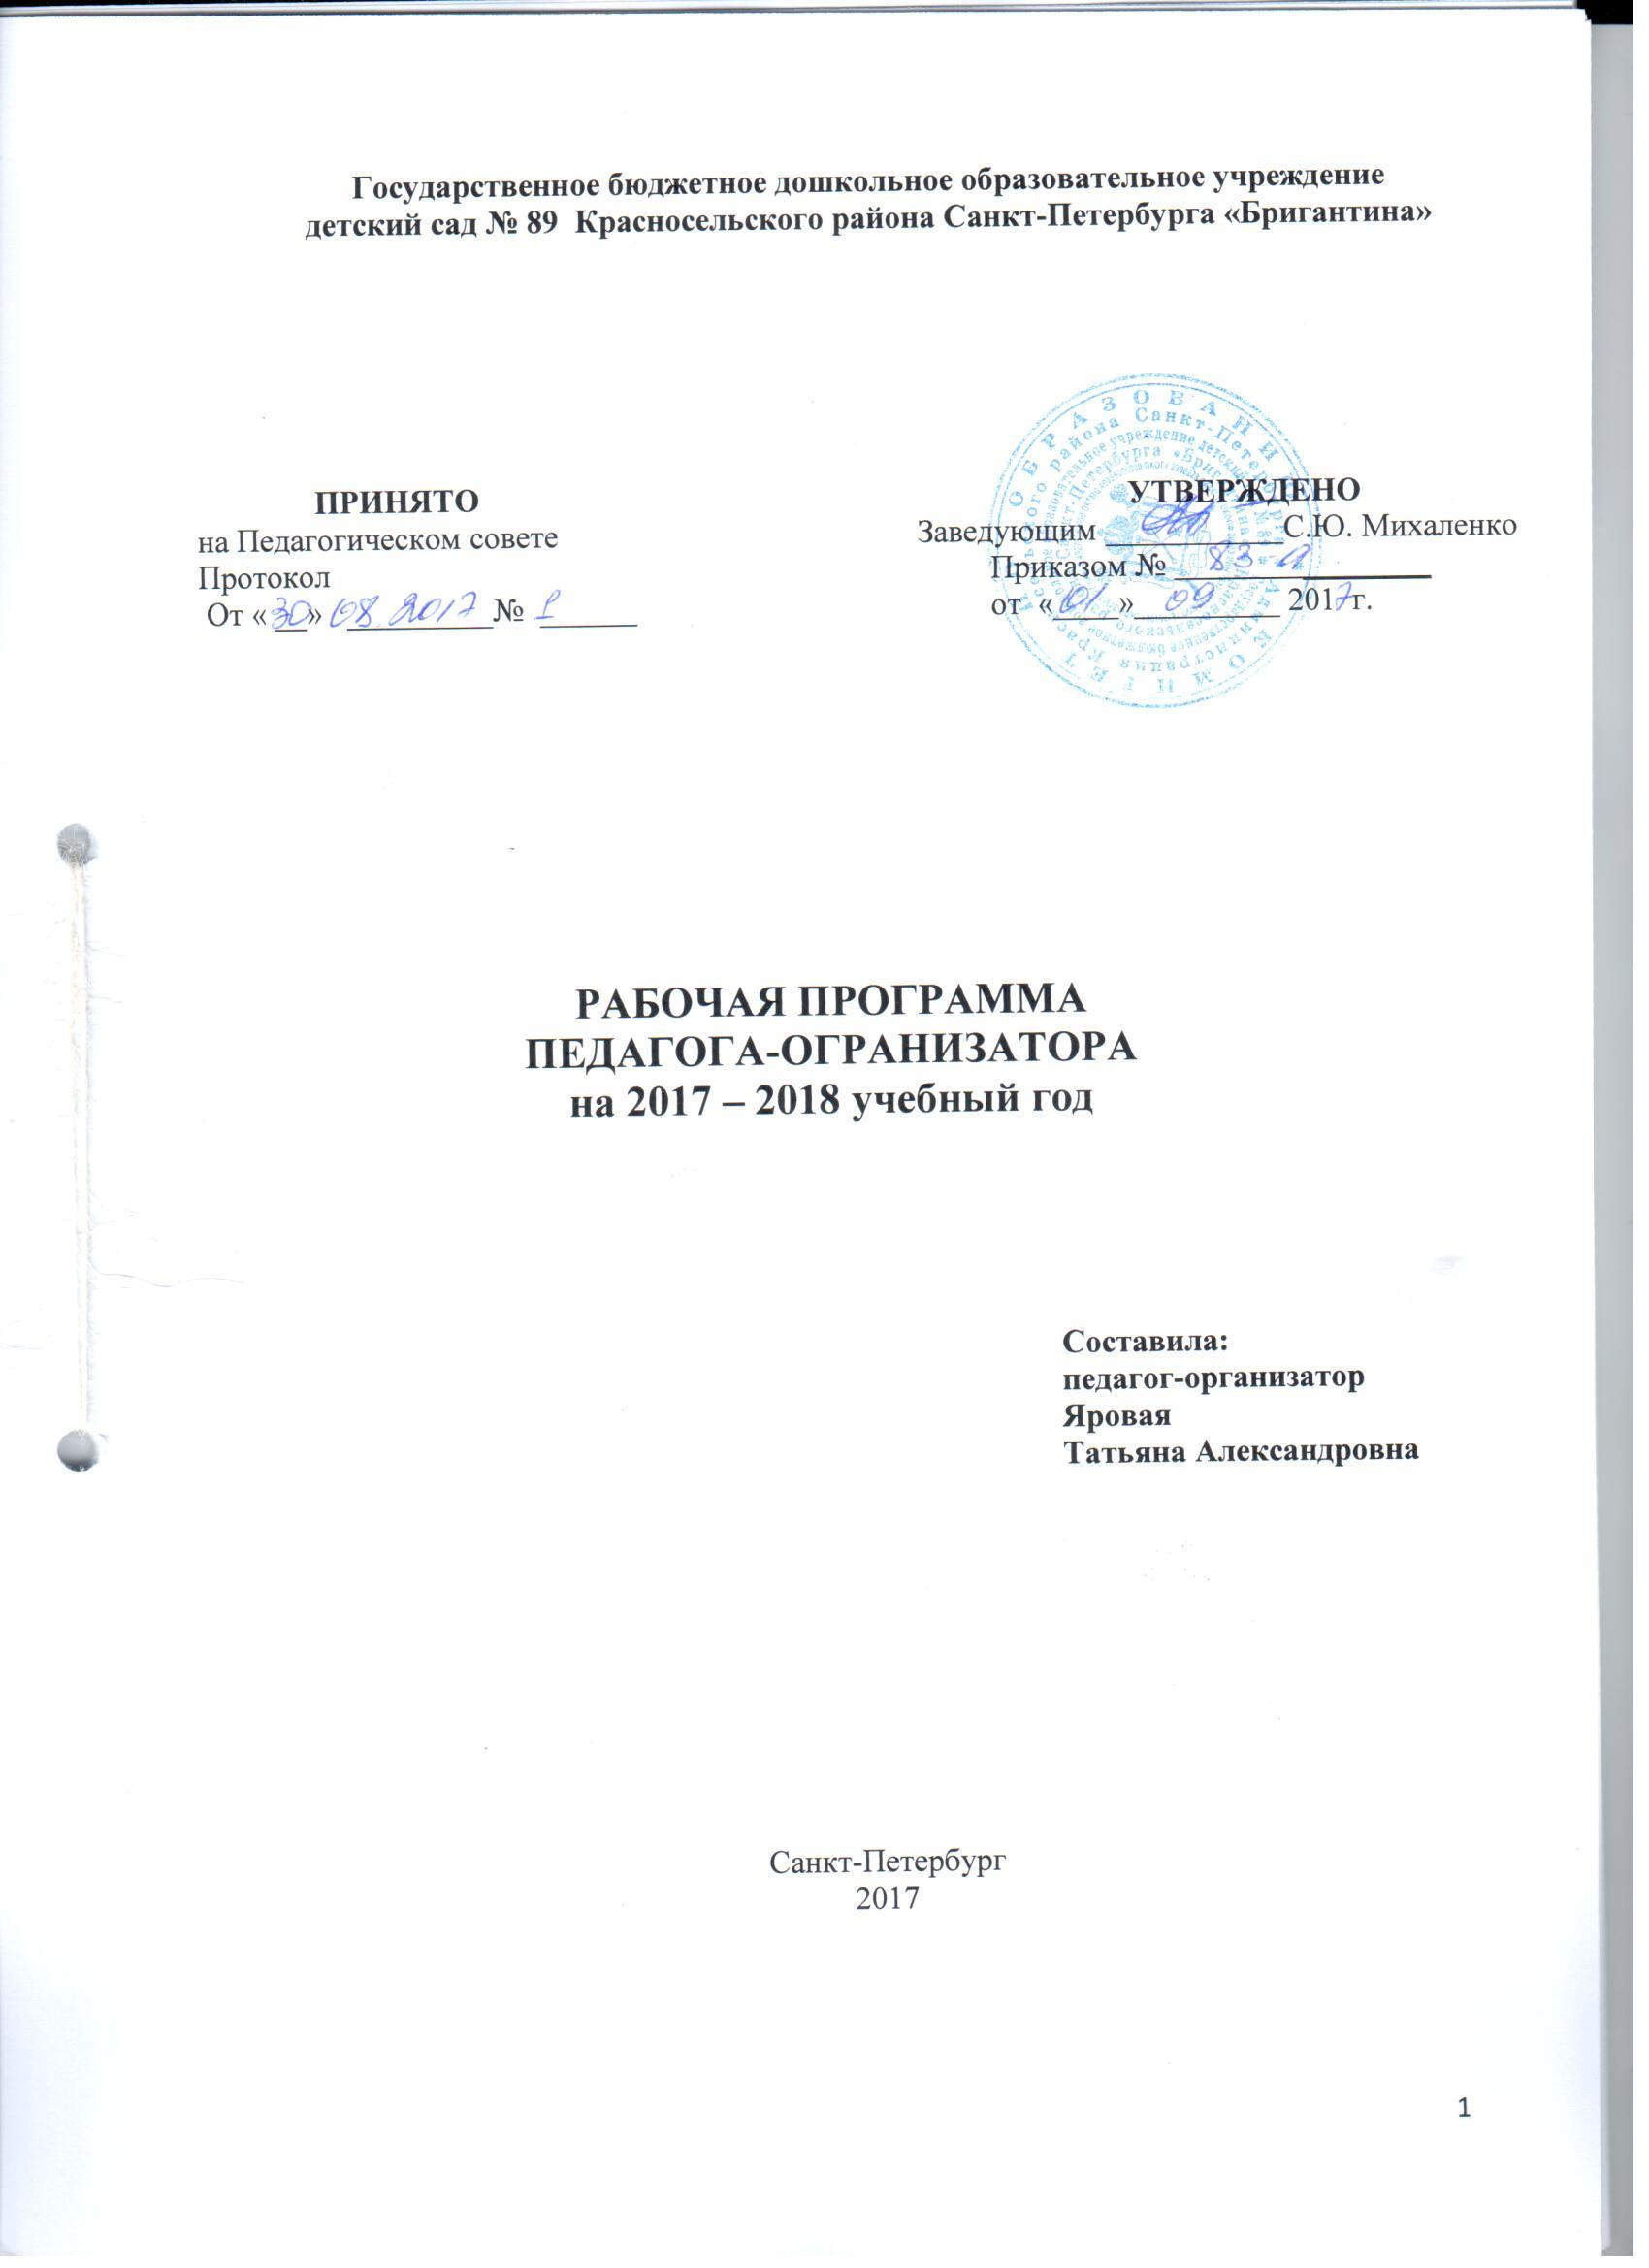 Государственное бюджетное дошкольное образовательное учреждение
детский сад № 89 Красносельского района Санкт-Петербурга «Бригантина»
ПРИНЯТО
на Педагогическом совете
Протокол
От «30» 08.2017 № 1
УТВЕРЖДЕНО
Заведующим ___________С.Ю. Михаленко
Приказом № 83-а
от «01» 09 2017г.
РАБОЧАЯ ПРОГРАММА
ПЕДАГОГА-ОГРАНИЗАТОРА
на 2017 – 2018 учебный год
Составила:
педагог-организатор
Яровая
Татьяна Александровна
Санкт-Петербург
2017
1